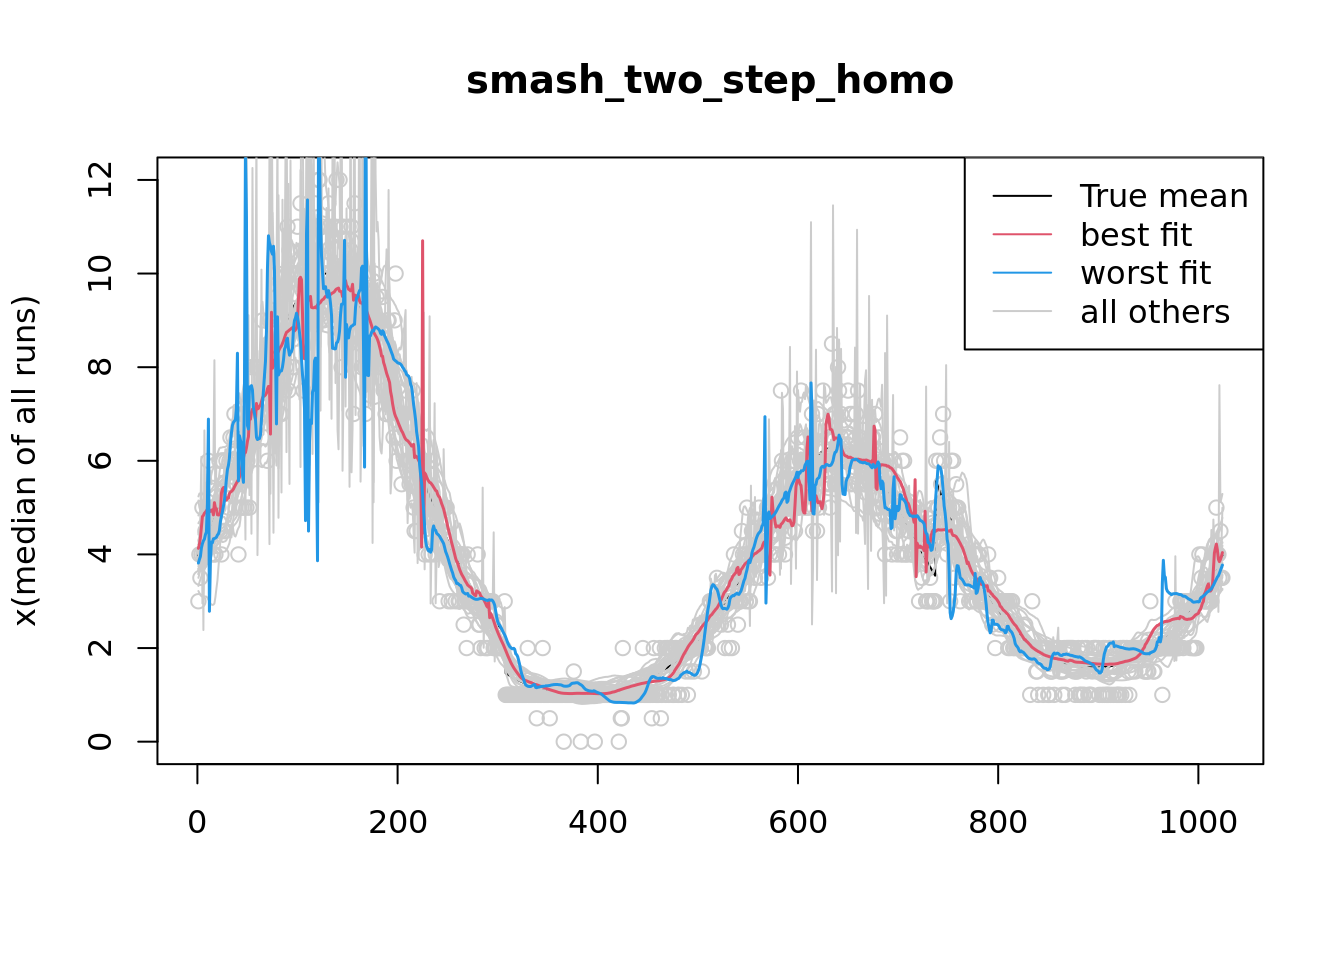 smash_two_step_homo
x(median of all runs)
12
10
8
6
4
2
0
True mean
best fit
worst fit
all others
0 200 400 600 800 1000